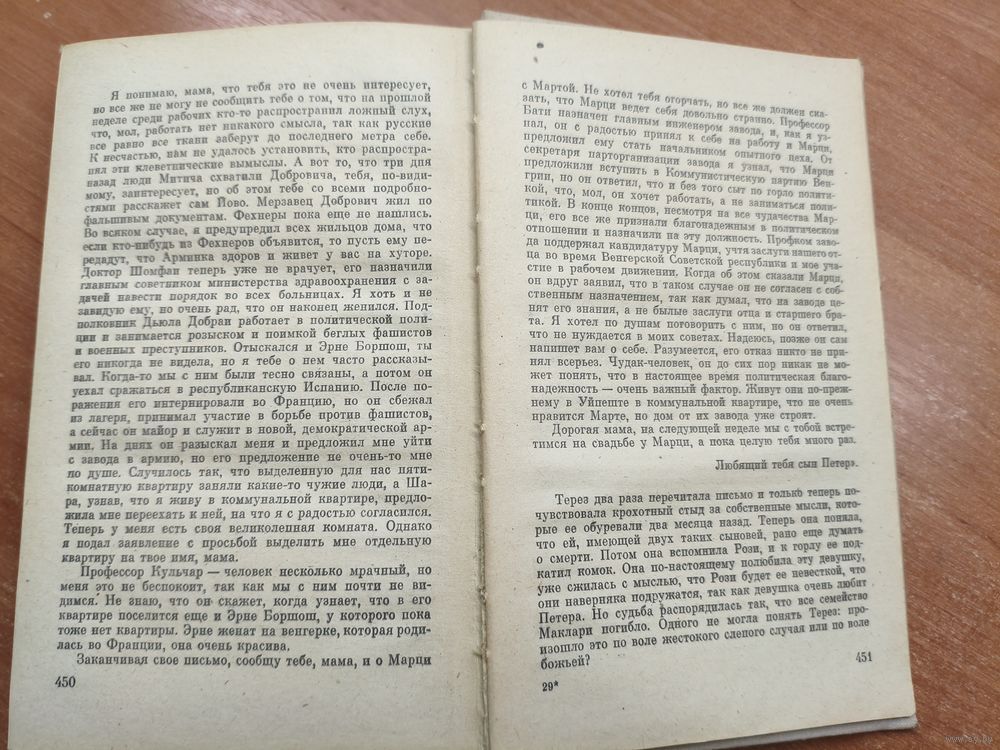 Я понимаю, мама, что тебя это не очень интересует,
но все же не могу не сообщить тебе о том, что на прошлой
неделе среди рабочих кто-то распространил ложный слух,
что, мол, работать нет никакого смысла, так как русские
все равно все ткани заберут до последнего метра себе.
К несчастью, нам не удалось установить, кто распростра-
нял эти клеветнические вымыслы. А вот то, что три дня
назад люди Митича схватили Добровича, тебя, по-види-
мому, заинтересует, но об этом тебе со всеми подробно-
стями расскажет сам Йово. Мерзавец Добрович жил по
фальшивым документам. Фехнеры пока еще не нашлись.
Во всяком случае, я предупредил всех жильцов дома, что
если кто-нибудь из Фехнеров объявится, то пусть ему пе-
редадут, что Арминка здоров и живет у вас на хуторе.
Доктор Шомфаи теперь уже не врачует, его назначили
главным советником министерства здравоохранения с за-
дачей навести порядок во всех больницах. Я хоть и не
завидую ему, но очень рад, что он наконец женился. Под-
полковник Дьюла Добраи работает в политической поли-
ции и занимается розыском и поимкой беглых фашистов
и военных преступников. Отыскался и Эрне Боршош, ты
его никогда не видела, но я тебе о нем часто рассказы-
вал. Когда-то мы с ним были тесно связаны, а потом он
уехал сражаться в республиканскую Испанию. После по-
ражения его интернировали во Францию, но он сбежал
из лагеря, принимал участие в борьбе против фашистов,
а сейчас он майор и служит в новой, демократической ар-
мии. На днях он разыскал меня и предложил мне уйти
с завода в армию, но его предложение не очень-то мне
по душе. Случилось так, что выделенную для нас пяти-
комнатную квартиру заняли какие-то чужие люди, а Ша-
ра, узнав, что я живу в коммунальной квартире, предло-
жила мне переехать к ней, на что я с радостью согласился.
Теперь у меня есть своя великолепная комната. Однако
я подал заявление с просьбой выделить мне отдельную
квартиру на твое имя, мама.
Профессор Кульчар — человек несколько мрачный, но
меня это не беспокоит, так как мы с ним почти не ви-
димся. Не знаю, что он скажет, когда узнает, что в его
квартире поселится еще и Эрне Боршош, у которого пока
тоже нет квартиры. Эрне женат на венгерке, которая роди-
лась во Франции, она очень красива.
Заканчивая свое письмо, сообщу тебе, мама, и о Марци
450
с Мартой. Не хотел тебя огорчать, но все же должен ска-
зать, что Марци ведет себя довольно странно. Профессор
Бати назначен главным инженером завода, и, как я уз-
нал, он с радостью принял к себе на работу и Марци,
предложил ему стать начальником опытного цеха. От
секретаря парторганизации завода я узнал, что Марци
предложили вступить в Коммунистическую партию Вен-
грии, но он ответил, что и без того сыт по горло полити-
кой, что, мол, он хочет работать, а не заниматься поли-
тикой. В конце концов, несмотря на все чудачества Мар-
ци, его все же признали благонадежным в политическом
отношении и назначили на эту должность. Профком заво-
да поддержал кандидатуру Марци, учтя заслуги нашего от-
ца во время Венгерской Советской республики и мое уча-
стие в рабочем движении. Когда об этом сказали Марци,
он вдруг заявил, что в таком случае он не согласен с соб-
ственным назначением, так как думал, что на заводе це-
нят его знания, а не былые заслуги отца и старшего бра-
та. Я хотел по душам поговорить с ним, но он ответил,
что не нуждается в моих советах. Надеюсь, позже он сам
напишет вам о себе. Разумеется, его отказ никто не при-
нял всерьез. Чудак-человек, он до сих пор никак не мо-
жет понять, что в настоящее время политическая благо-
надежность — очень важный фактор. Живут они по-преж-
нему в Уйпеште в коммунальной квартире, что не очень
нравится Марте, но дом от их завода уже строят.
Дорогая мама, на следующей неделе мы с тобой встре-
тимся на свадьбе у Марци, а пока целую тебя много раз.
Любящий тебя сын Петер».
Терез два раза перечитала письмо и только теперь по-
чувствовала крохотный стыд за собственные мысли, кото-
рые ее обуревали два месяца назад. Теперь она поняла,
что ей, имеющей двух таких сыновей, рано еще думать
о смерти. Потом она вспомнила Рози, и к горлу ее под-
катил комок. Она по-настоящему полюбила эту девушку,
уже сжилась с мыслью, что Рози будет ее невесткой, что
они наверняка подружатся, так как девушка очень любит
Петера. Но судьба распорядилась так, что все семейство
Маклари погибло. Одного не могла понять Терез: про-
изошло это по воле жестокого слепого случая или по воле
божьей?
451
29*